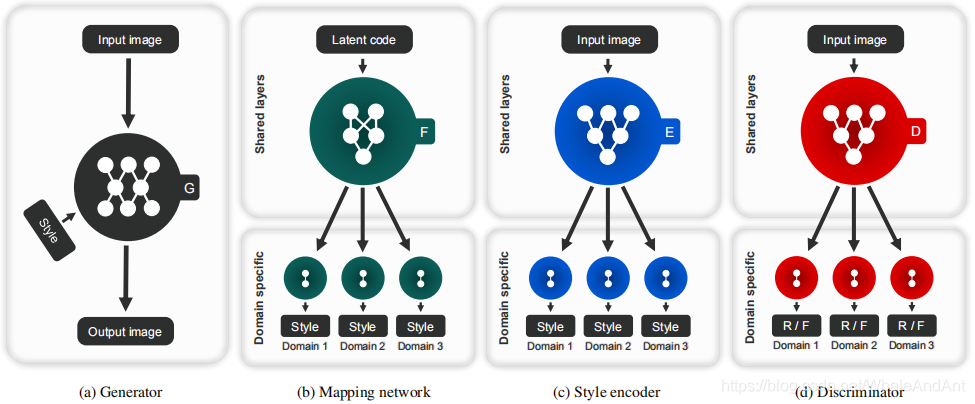 Input image
G
Style
Output image
(a) Generator
Latent code
Shared layers
F
Domain specific
Style
Style
Style
Domain 1
Domain 2
Domain 3
(b) Mapping network
Input image
Shared layers
E
Domain specific
Style
Style
Style
Domain 1
Domain 2
Domain 3
(c) Style encoder
Input image
Shared layers
D
Domain specific
R / F
R / F
R / F
Domain 1
Domain 2
Domain 3
(d) Discriminator
https://blog.csdn.net/WhaleAndAnt